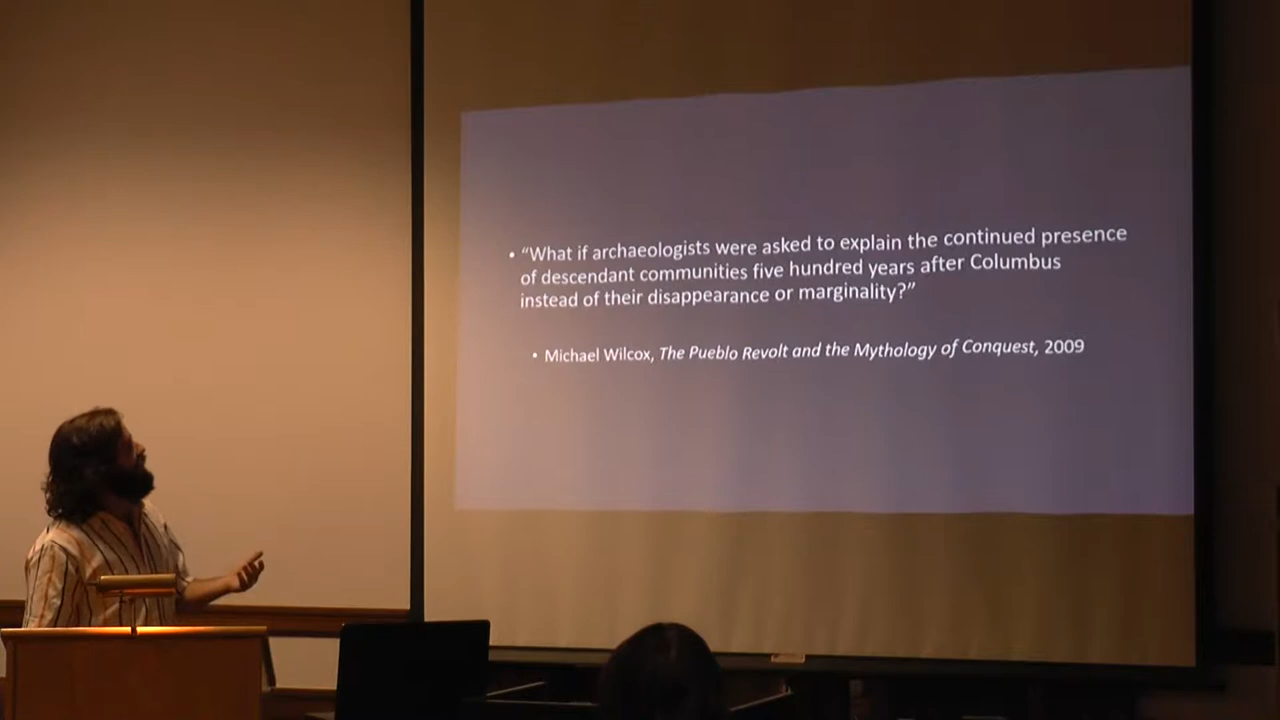 • “What if archaeologists were asked to explain the continued presence
of descendant communities five hundred years after Columbus
instead of their disappearance or marginality?”
• Michael Wilcox, The Pueblo Revolt and the Mythology of Conquest, 2009